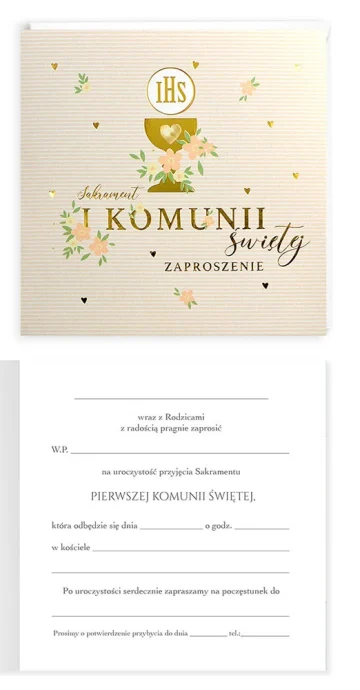 IHS
Sakrament
I KOMUNII
Świętej
ZAPROSZENIE
wraz z Rodzicami
z radością pragnie zaprosić
W.P.
na uroczystość przyjęcia Sakramentu
PIERWSZEJ KOMUNII ŚWIĘTEJ,
która odbędzie się dnia o godz.
w kościele
Po uroczystości serdecznie zapraszamy na poczęstunek do
Prosimy o potwierdzenie przybycia do dnia tel.: